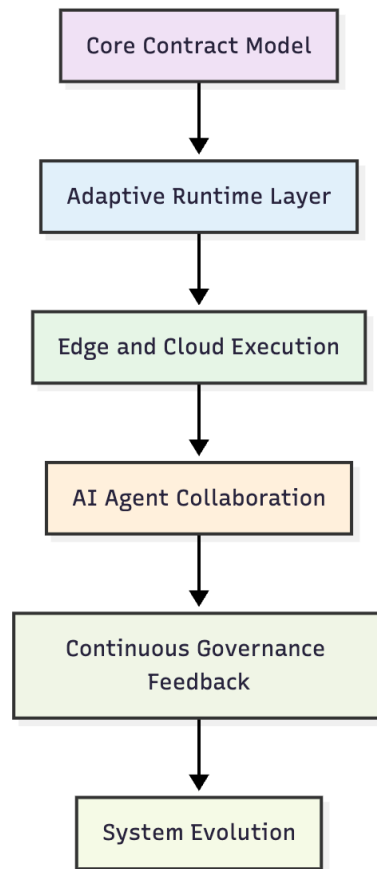 Core Contract Model
Adaptive Runtime Layer
Edge and Cloud Execution
AI Agent Collaboration
Continuous Governance
Feedback
System Evolution